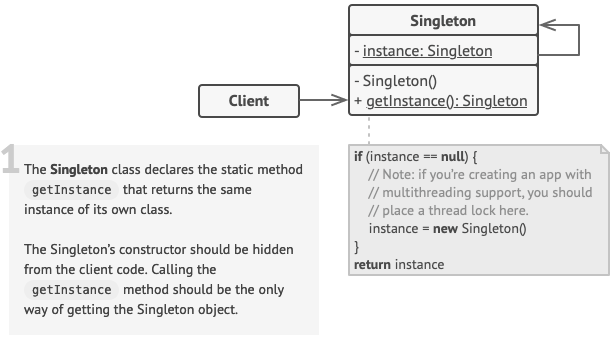 Singleton
- instance: Singleton
- Singleton()
+ getInstance(): Singleton
Client
1
The Singleton class declares the static method
getInstance that returns the same
instance of its own class.
The Singleton's constructor should be hidden
from the client code. Calling the
getInstance method should be the only
way of getting the Singleton object.
if (instance == null) {
// Note: if you're creating an app with
// multithreading support, you should
// place a thread lock here.
instance = new Singleton()
}
return instance